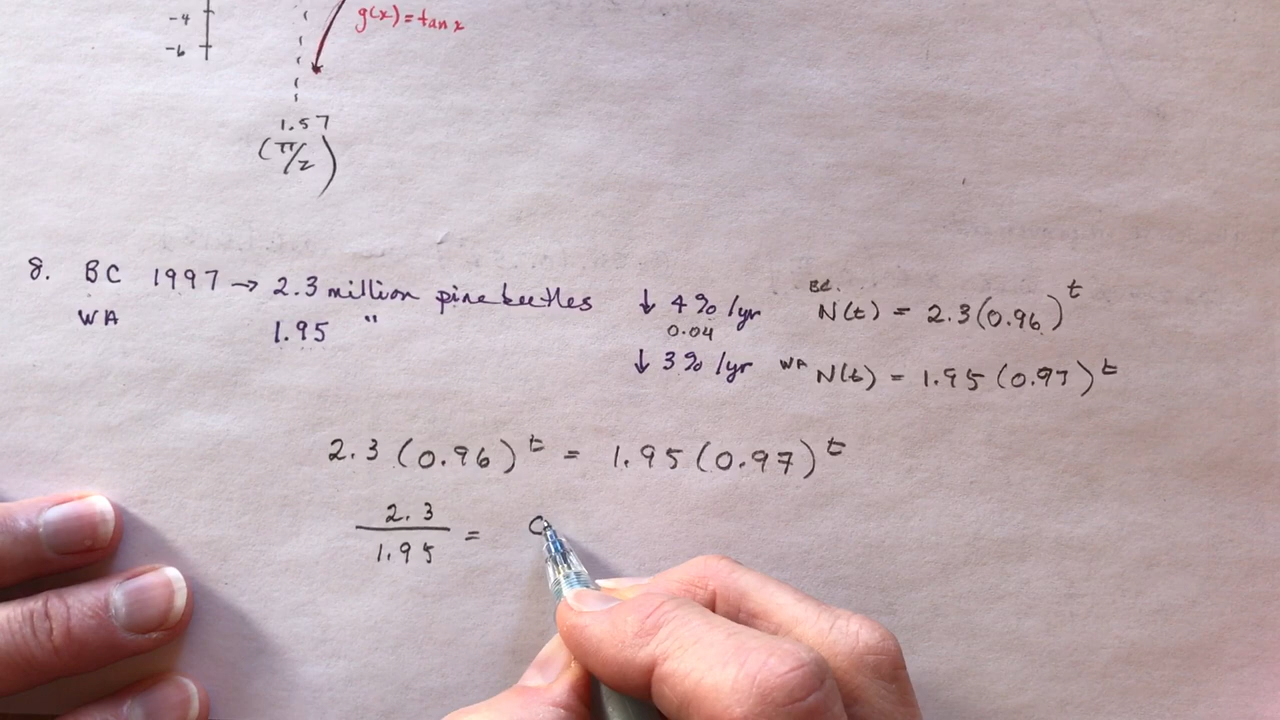 -4
g(x)=tan x
-6
1.57
(π/2)
8. BC 1997 → 2.3 million pine beetles ↓ 4%/yr BC. N(t) = 2.3(0.96)^t
0.04
WA 1.95 " ↓ 3%/yr WA N(t) = 1.95(0.97)^t
2.3(0.96)^t = 1.95(0.97)^t
2.3/1.95 =